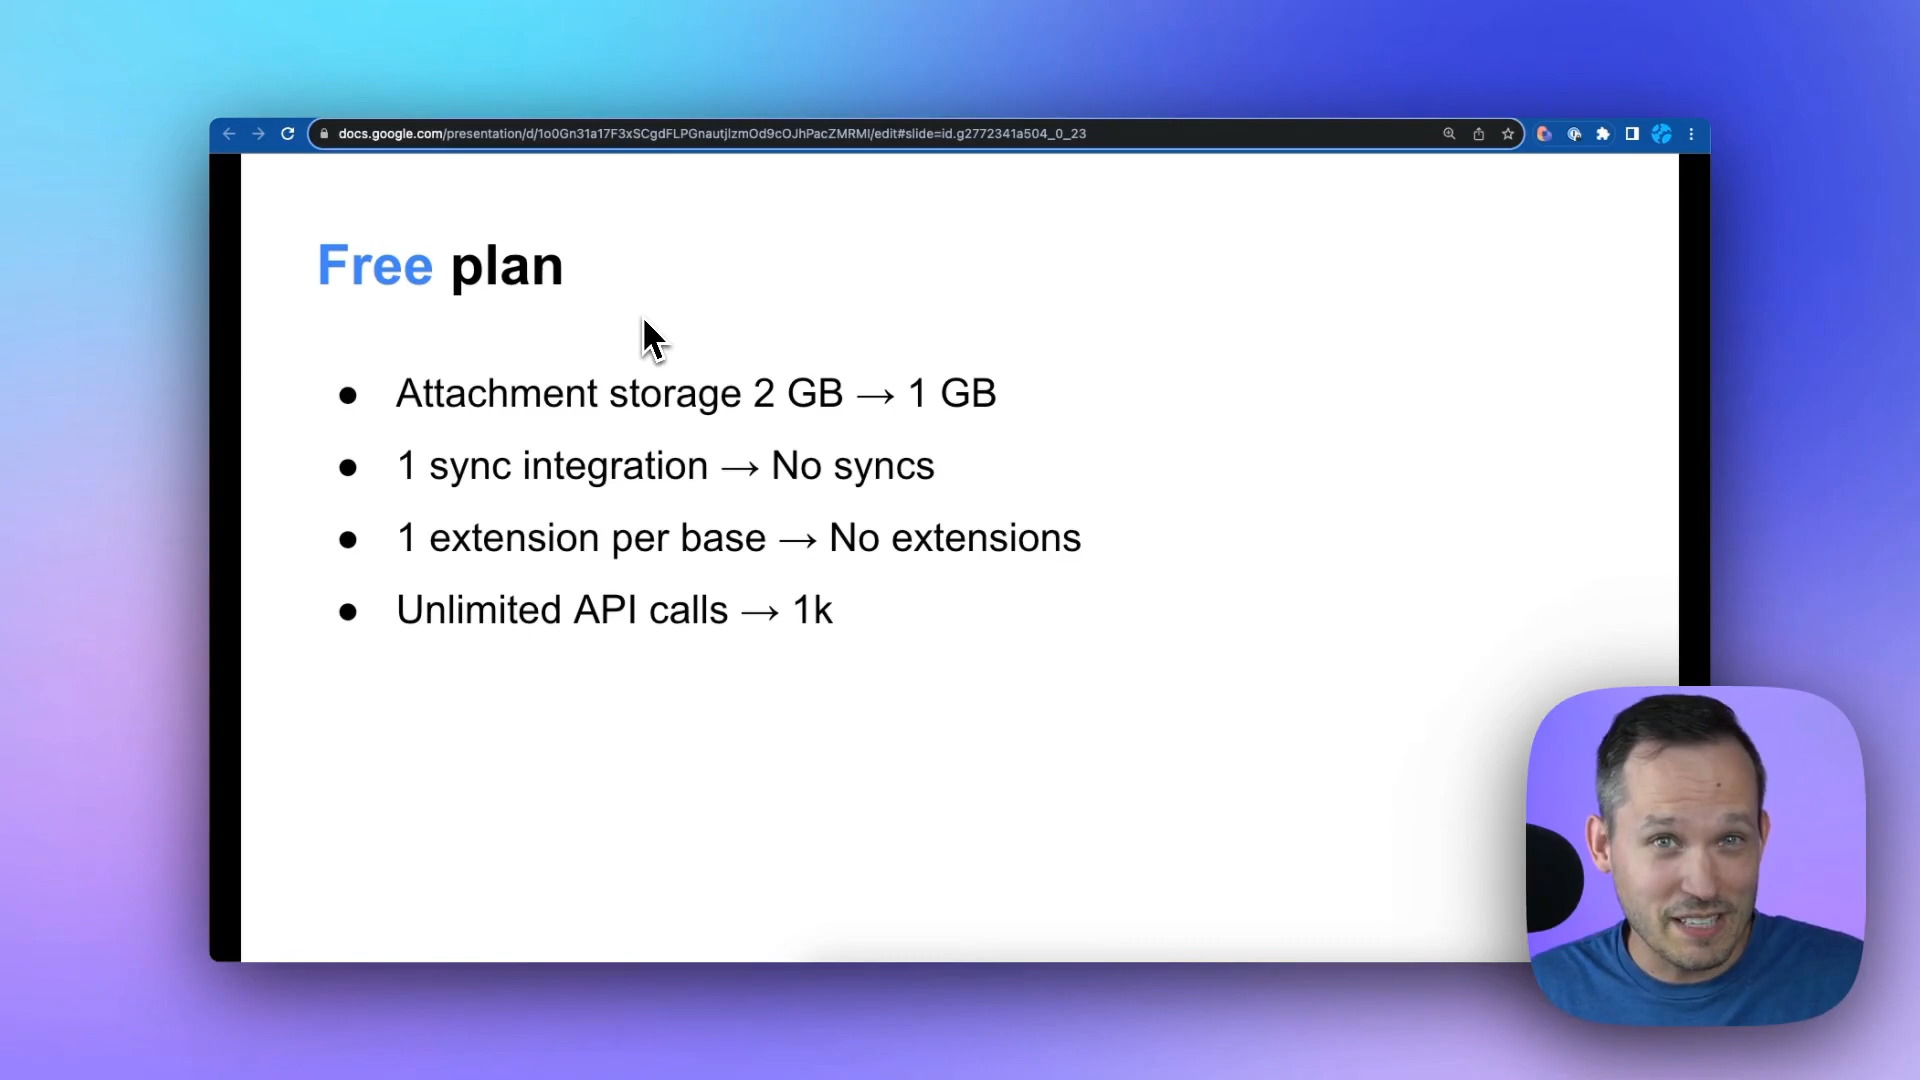 docs.google.com/presentation/d/1o0Gn31a17F3xSCgdFLPGnautjlzmOd9cOJhPacZMRMI/edit#slide=id.g2772341a504_0_23
Free plan
● Attachment storage 2 GB → 1 GB
● 1 sync integration → No syncs
● 1 extension per base → No extensions
● Unlimited API calls → 1k